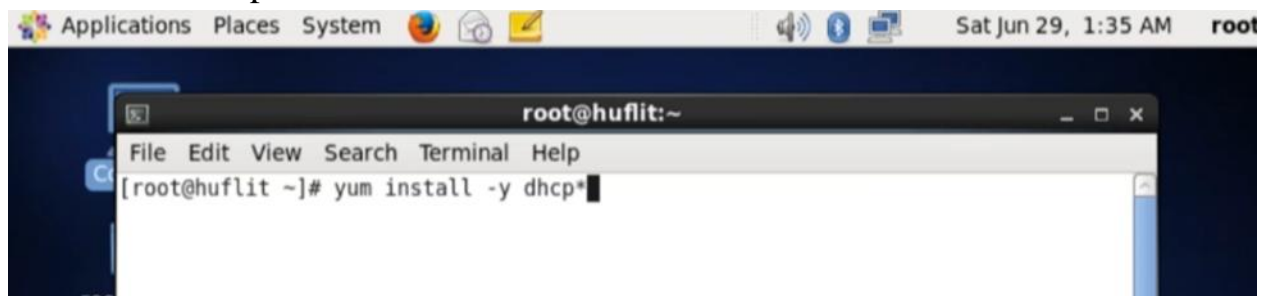 Applications Places System Sat Jun 29, 1:35 AM root
root@huflit:~
File Edit View Search Terminal Help
[root@huflit ~]# yum install -y dhcp*